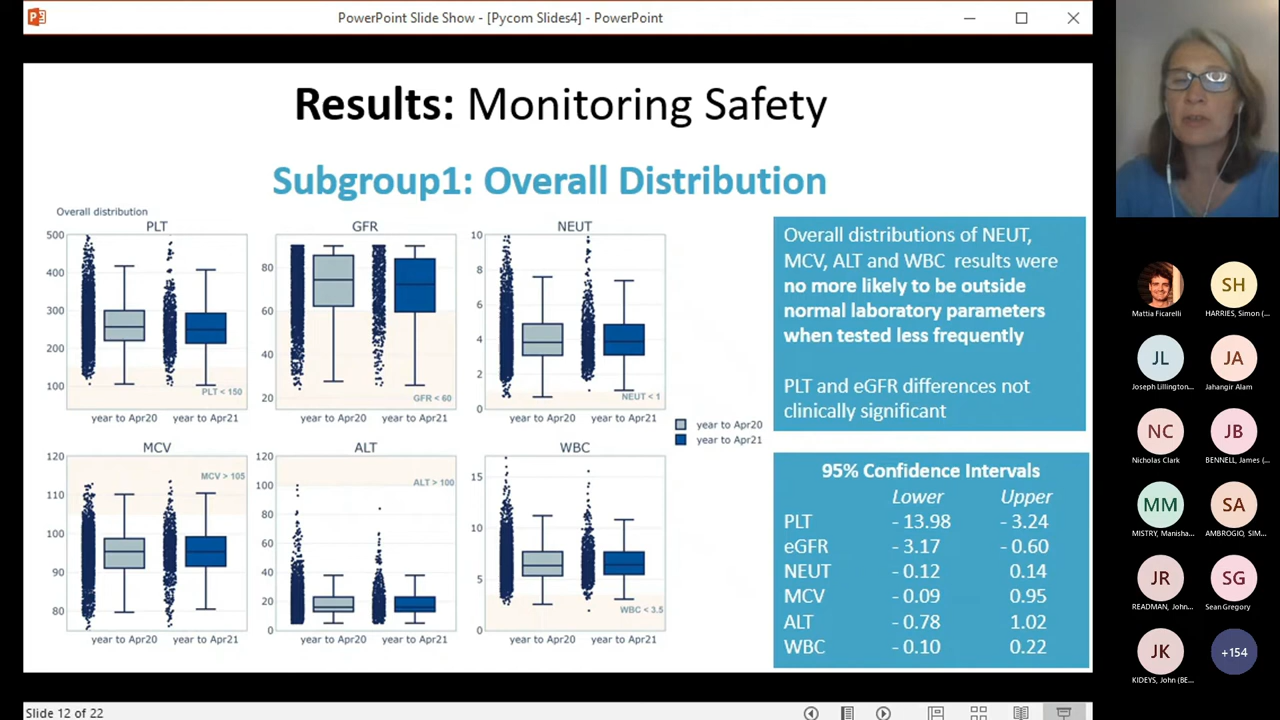 PowerPoint Slide Show - [Pycom Slides4] - PowerPoint
Results: Monitoring Safety
Subgroup1: Overall Distribution
Overall distribution
PLT
500
400
300
200
100
PLT < 150
year to Apr20
year to Apr21
GFR
80
60
40
20
GFR < 60
year to Apr20
year to Apr21
NEUT
10
8
6
4
2
0
NEUT < 1
year to Apr20
year to Apr21
year to Apr20
year to Apr21
MCV
120
110
100
90
80
MCV > 105
year to Apr20
year to Apr21
ALT
120
100
80
60
40
20
0
ALT > 100
year to Apr20
year to Apr21
WBC
15
10
5
0
WBC < 3.5
year to Apr20
year to Apr21
Overall distributions of NEUT,
MCV, ALT and WBC results were
no more likely to be outside
normal laboratory parameters
when tested less frequently
PLT and eGFR differences not
clinically significant
95% Confidence Intervals
Lower Upper
PLT - 13.98 - 3.24
eGFR - 3.17 - 0.60
NEUT - 0.12 0.14
MCV - 0.09 0.95
ALT - 0.78 1.02
WBC - 0.10 0.22
Slide 12 of 22
Mattia Ficarelli
SH
HARRIES, Simon (...
JL
Joseph Lillington...
JA
Jahangir Alam
NC
Nicholas Clark
JB
BENNELL, James (...
MM
MISTRY, Manisha...
SA
AMBROGIO, SIM...
JR
READMAN, John...
SG
Sean Gregory
JK
KIDEYS, John (BE...
+154